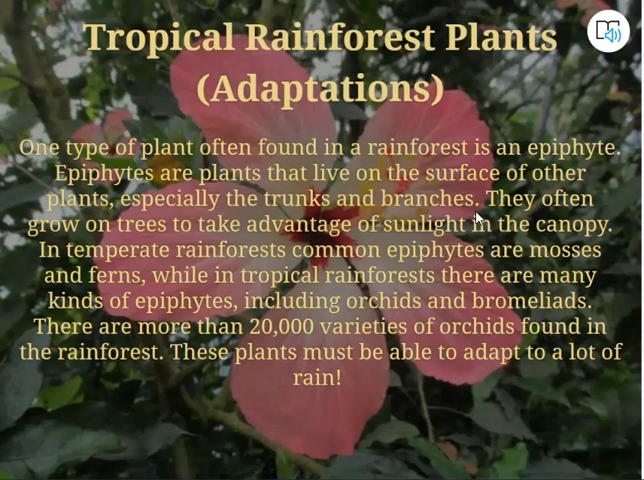 Tropical Rainforest Plants
(Adaptations)
One type of plant often found in a rainforest is an epiphyte.
Epiphytes are plants that live on the surface of other
plants, especially the trunks and branches. They often
grow on trees to take advantage of sunlight in the canopy.
In temperate rainforests common epiphytes are mosses
and ferns, while in tropical rainforests there are many
kinds of epiphytes, including orchids and bromeliads.
There are more than 20,000 varieties of orchids found in
the rainforest. These plants must be able to adapt to a lot of
rain!